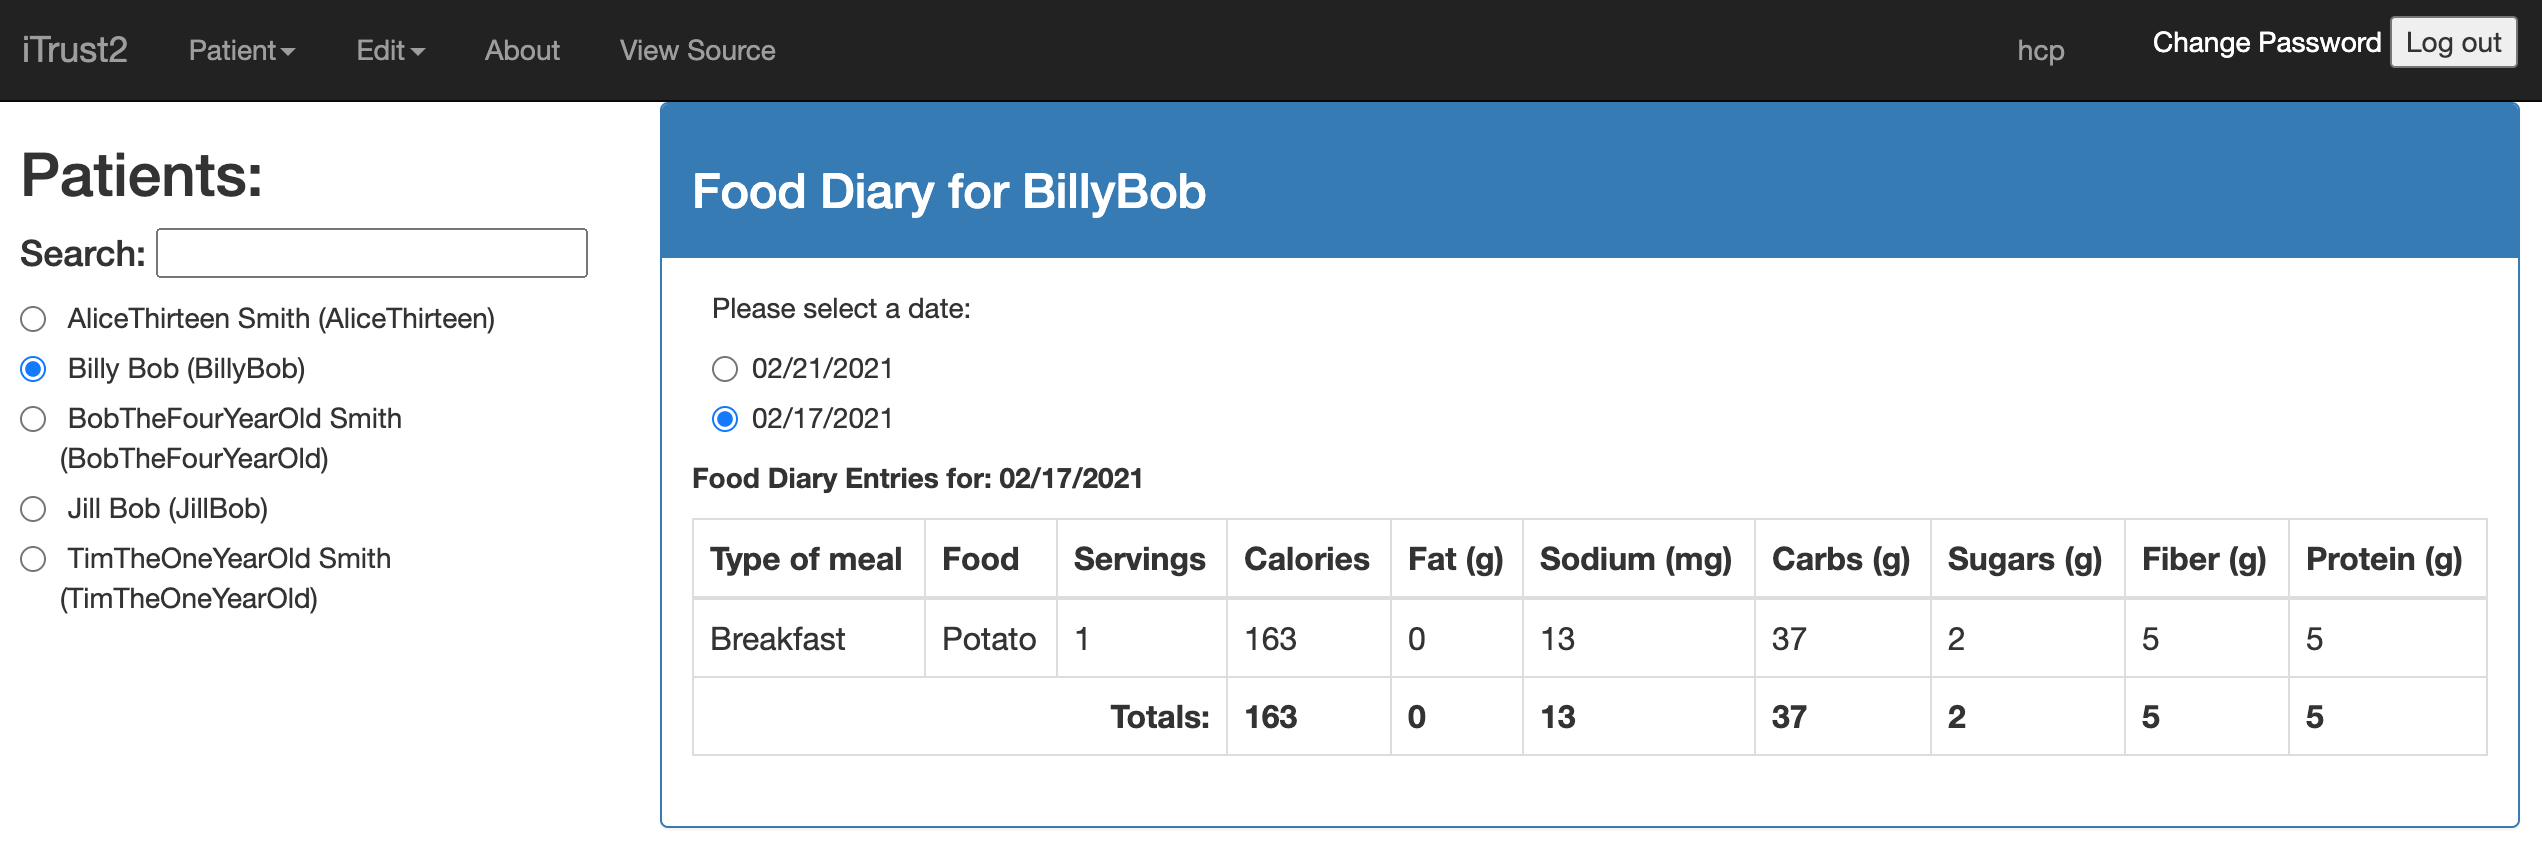 iTrust2 Patient Edit About View Source hcp Change Password Log out
Patients:
Search:
AliceThirteen Smith (AliceThirteen)
Billy Bob (BillyBob)
BobTheFourYearOld Smith
(BobTheFourYearOld)
Jill Bob (JillBob)
TimTheOneYearOld Smith
(TimTheOneYearOld)
Food Diary for BillyBob
Please select a date:
02/21/2021
02/17/2021
Food Diary Entries for: 02/17/2021
Type of meal Food Servings Calories Fat (g) Sodium (mg) Carbs (g) Sugars (g) Fiber (g) Protein (g)
Breakfast Potato 1 163 0 13 37 2 5 5
Totals: 163 0 13 37 2 5 5